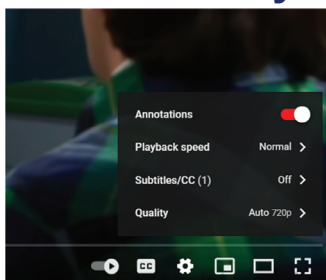 Annotations
Playback speed Normal
Subtitles/CC (1) Off
Quality Auto 720p
CC